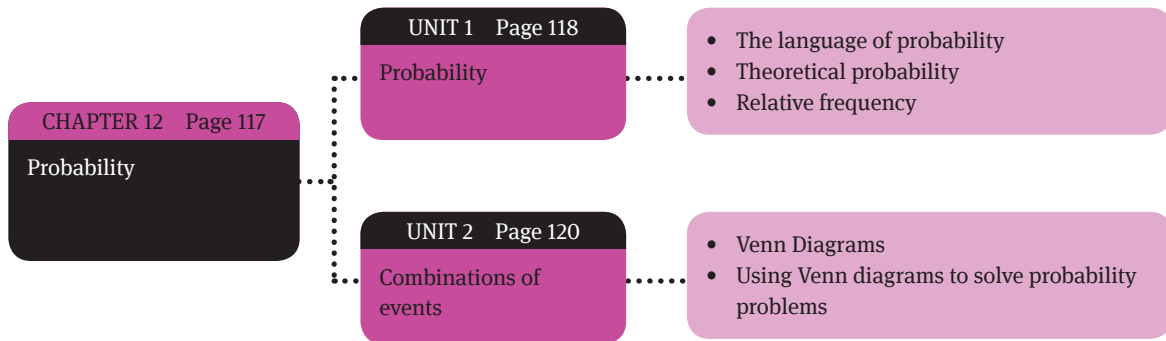 CHAPTER 12 Page 117
Probability
UNIT 1 Page 118
Probability
• The language of probability
• Theoretical probability
• Relative frequency
UNIT 2 Page 120
Combinations of
events
• Venn Diagrams
• Using Venn diagrams to solve probability
problems